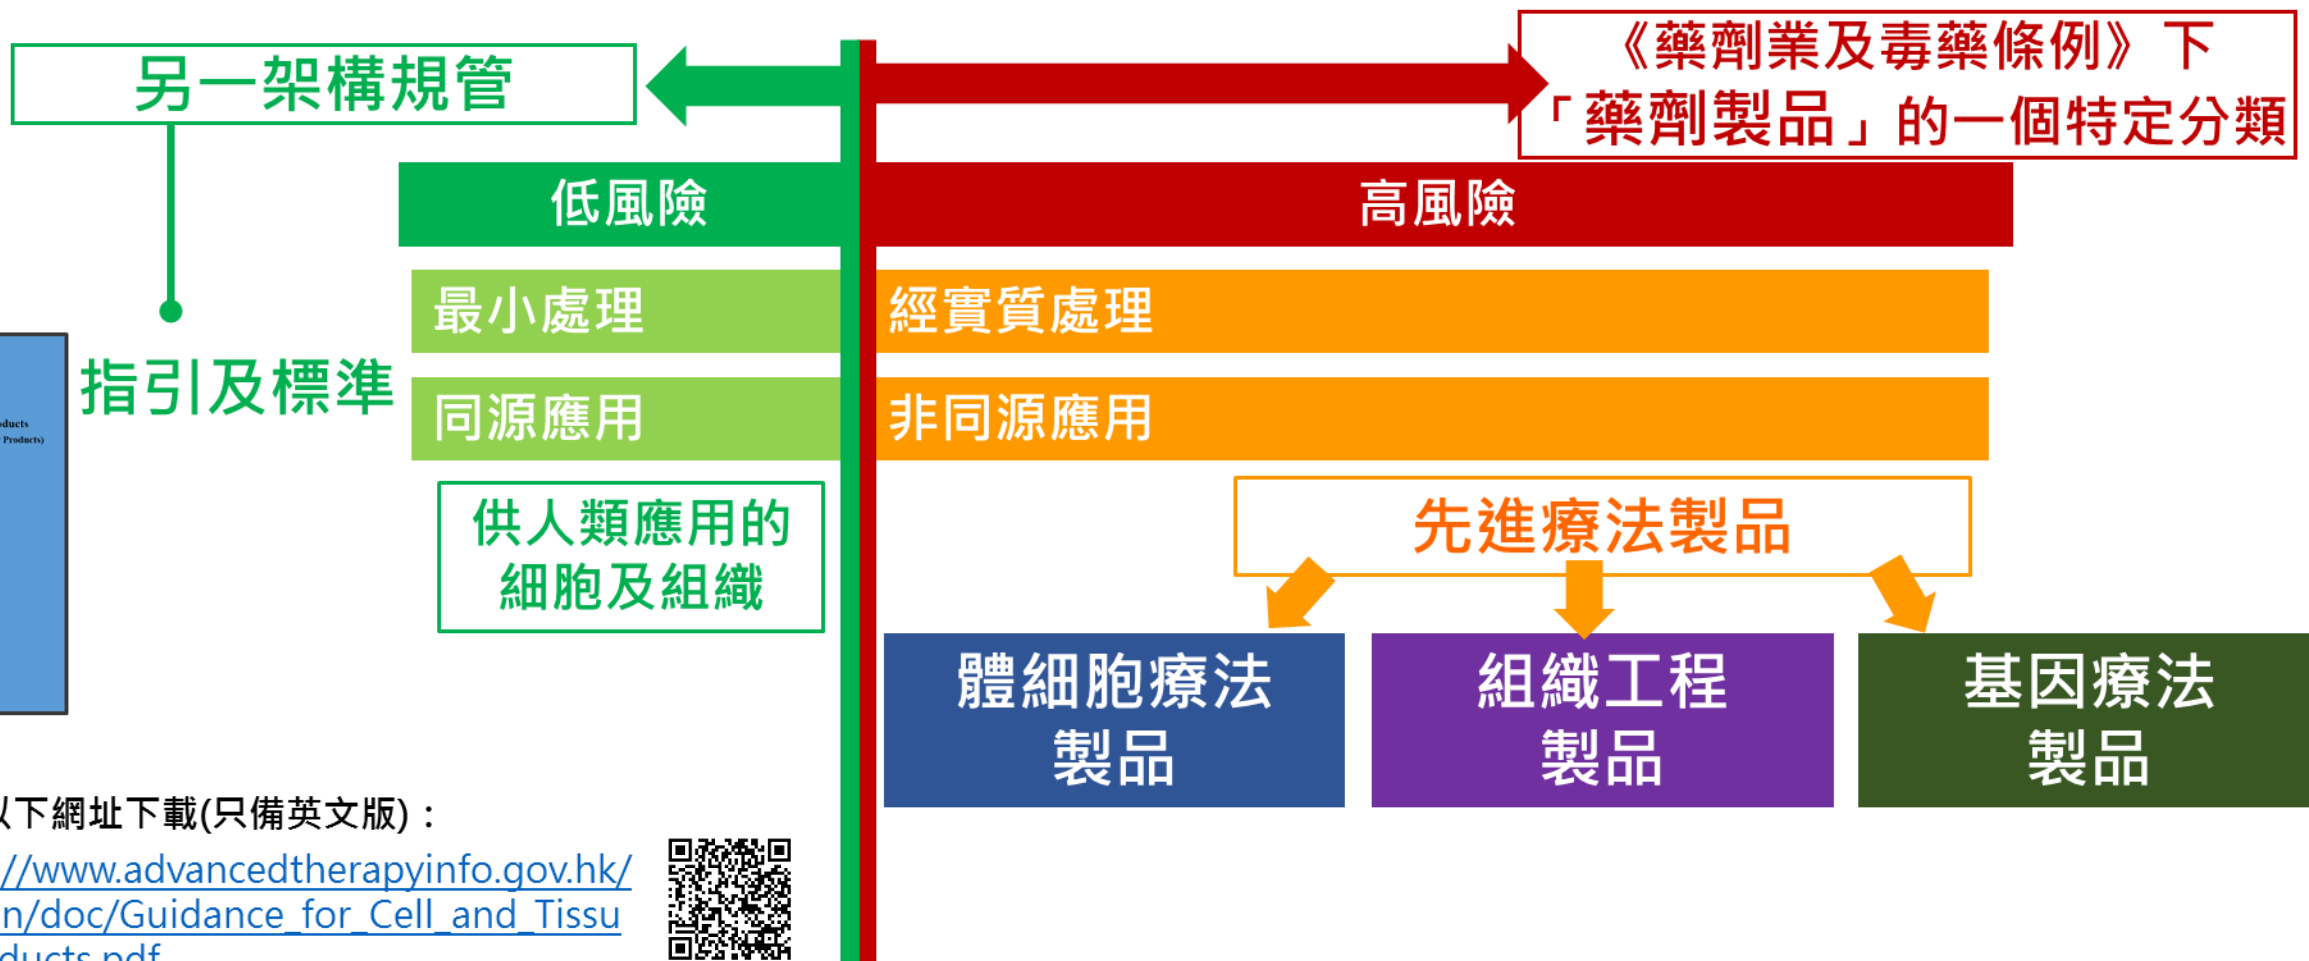 另一架構規管
《藥劑業及毒藥條例》下
「藥劑製品」的一個特定分類
低風險
高風險
最小處理
經實質處理
指引及標準
同源應用
非同源應用
供人類應用的
細胞及組織
先進療法製品
體細胞療法
製品
組織工程
製品
基因療法
製品
oducts
Products)
以下網址下載(只備英文版)：
://www.advancedtherapyinfo.gov.hk/
n/doc/Guidance_for_Cell_and_Tissu
ducts.pdf